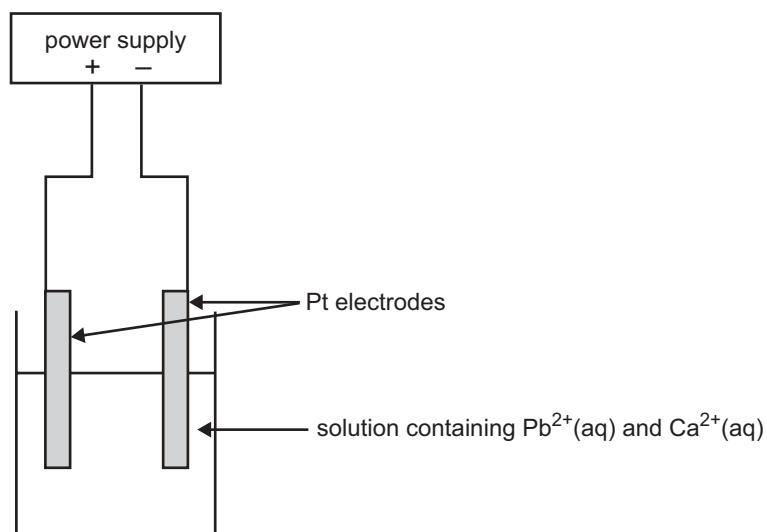 power supply
+ –
Pt electrodes
solution containing Pb²⁺(aq) and Ca²⁺(aq)